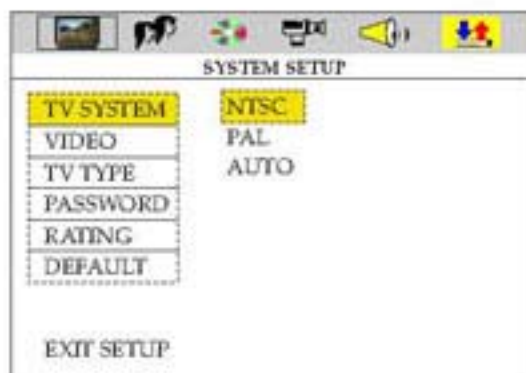 SYSTEM SETUP
TV SYSTEM
VIDEO
TV TYPE
PASSWORD
RATING
DEFAULT
NTSC
PAL
AUTO
EXIT SETUP